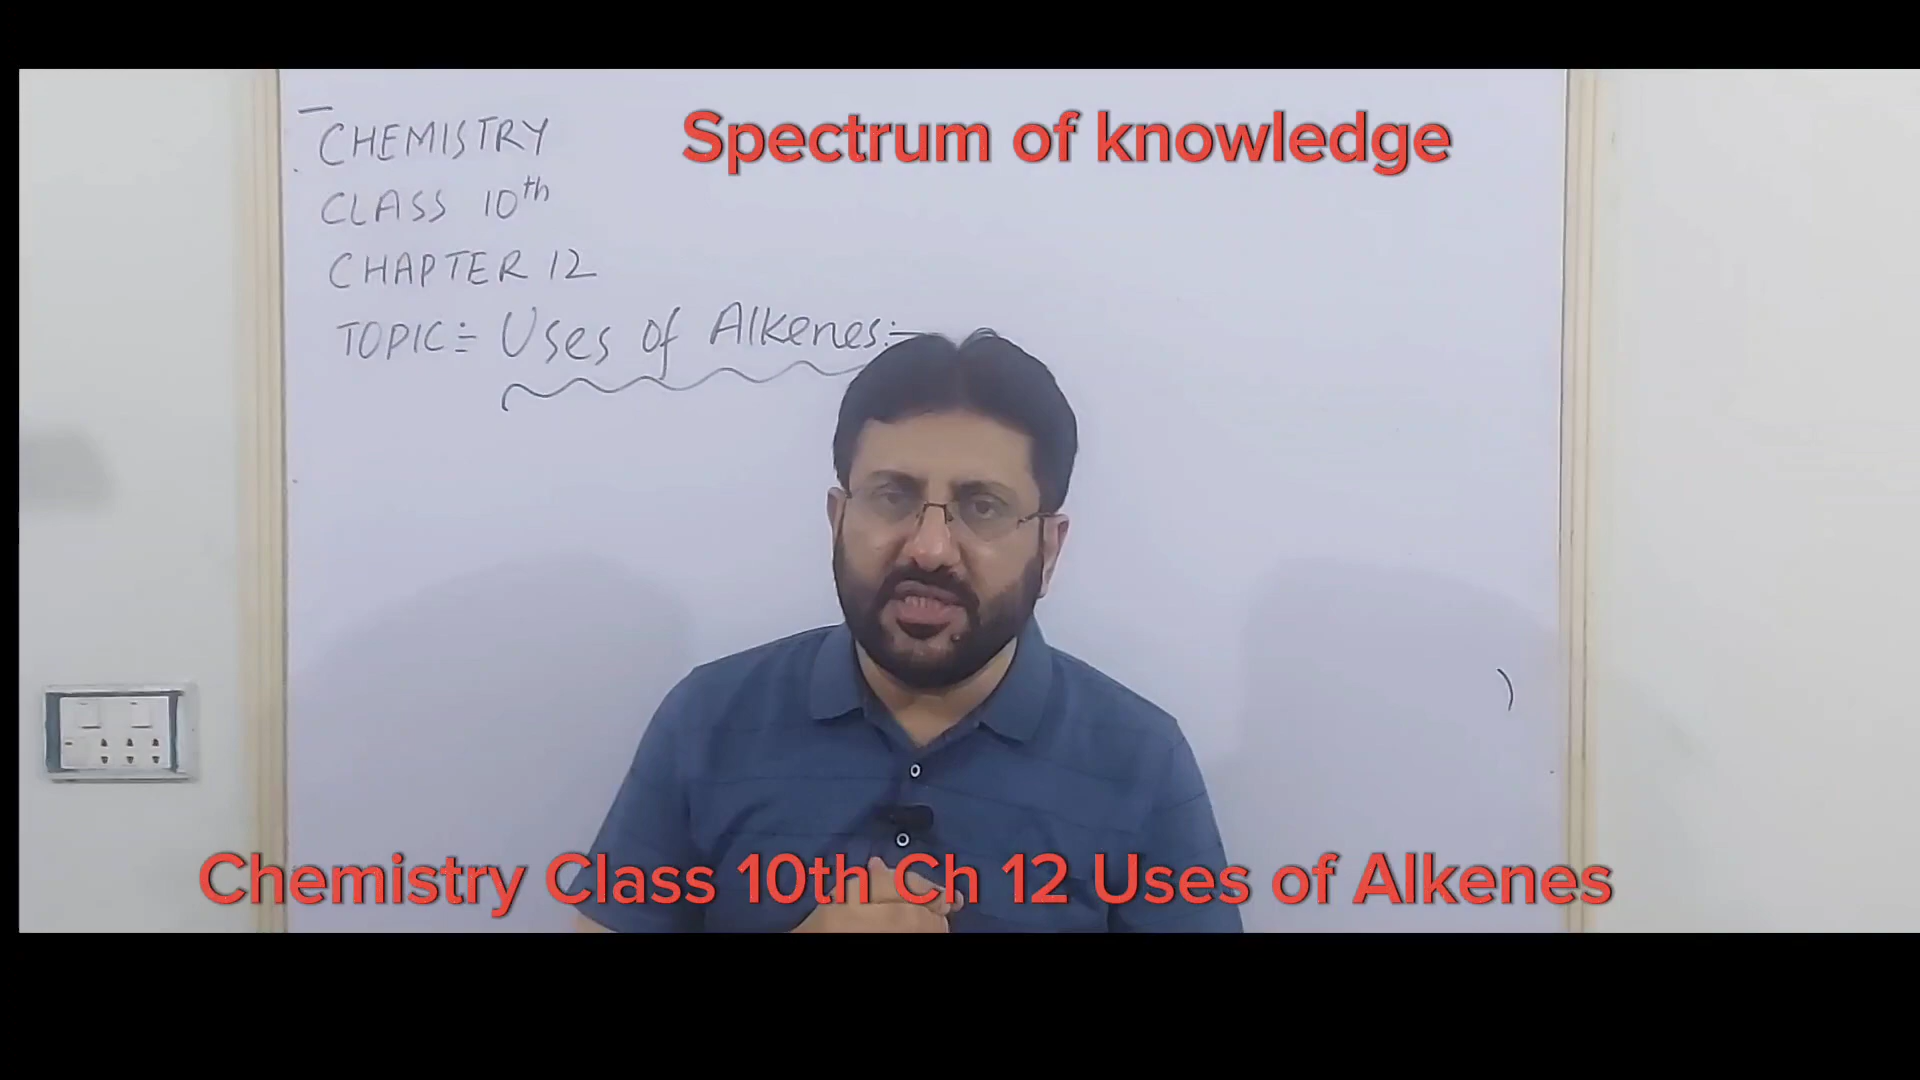 Spectrum of knowledge
CHEMISTRY
CLASS 10th
CHAPTER 12
TOPIC:- Uses of Alkenes:-
Chemistry Class 10th Ch 12 Uses of Alkenes